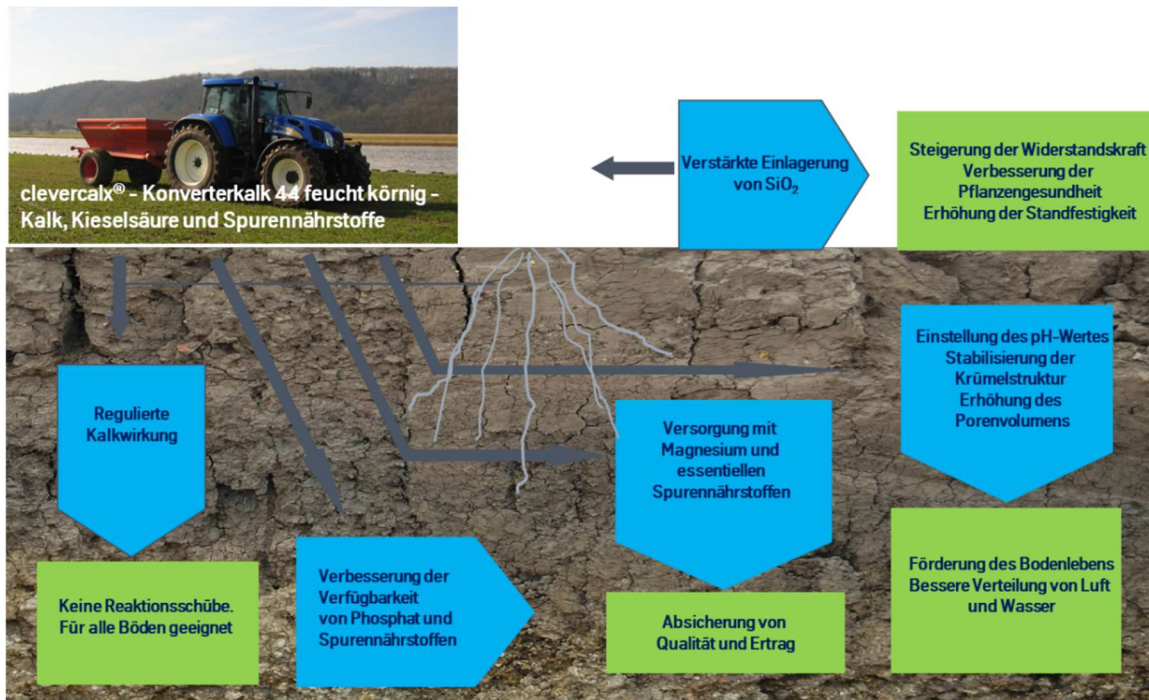 clevercalx® - Konverterkalk 44 feucht körnig -
Kalk, Kieselsäure und Spurennährstoffe
Verstärkte Einlagerung
von SiO₂
Steigerung der Widerstandskraft
Verbesserung der
Pflanzengesundheit
Erhöhung der Standfestigkeit
Regulierte
Kalkwirkung
Keine Reaktionsschübe.
Für alle Böden geeignet
Verbesserung der
Verfügbarkeit
von Phosphat und
Spurennährstoffen
Versorgung mit
Magnesium und
essentiellen
Spurennährstoffen
Absicherung von
Qualität und Ertrag
Einstellung des pH-Wertes
Stabilisierung der
Krümelstruktur
Erhöhung des
Porenvolumens
Förderung des Bodenlebens
Bessere Verteilung von Luft
und Wasser